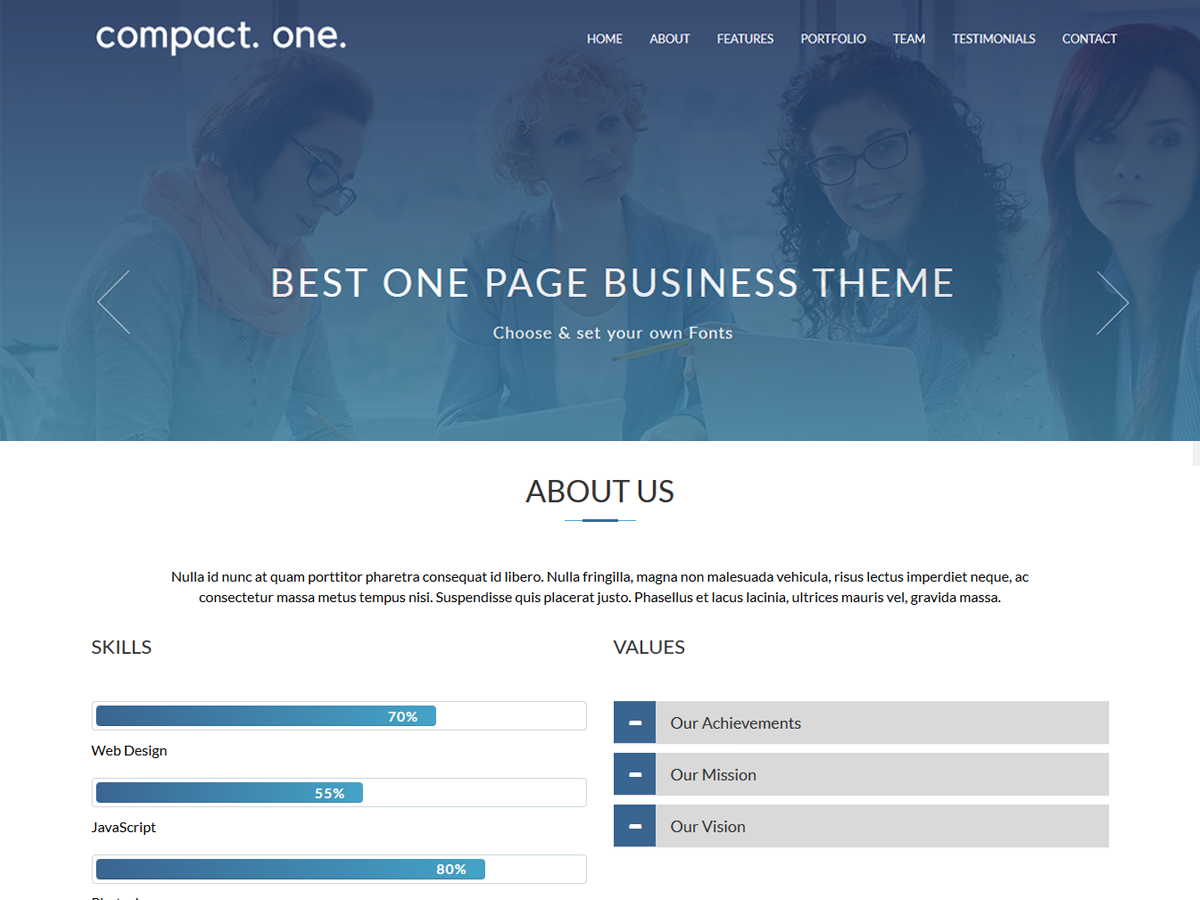 compact. one.
HOME ABOUT FEATURES PORTFOLIO TEAM TESTIMONIALS CONTACT
BEST ONE PAGE BUSINESS THEME
Choose & set your own Fonts
ABOUT US
Nulla id nunc at quam porttitor pharetra consequat id libero. Nulla fringilla, magna non malesuada vehicula, risus lectus imperdiet neque, ac
consectetur massa metus tempus nisi. Suspendisse quis placerat justo. Phasellus et lacus lacinia, ultrices mauris vel, gravida massa.
SKILLS
70%
Web Design
55%
JavaScript
80%
VALUES
Our Achievements
Our Mission
Our Vision